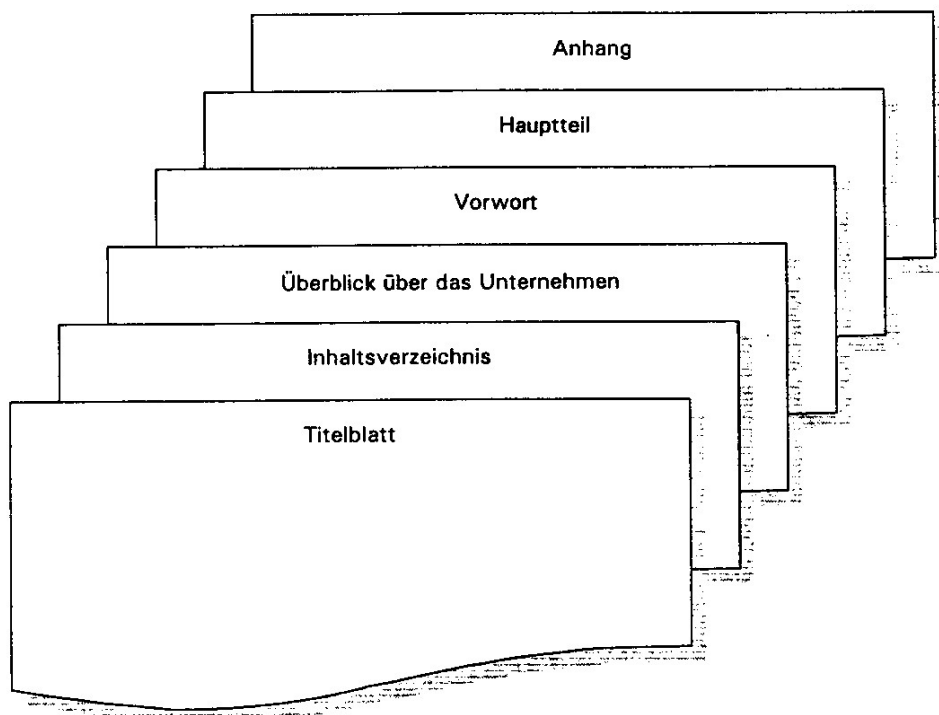 Anhang
Hauptteil
Vorwort
Überblick über das Unternehmen
Inhaltsverzeichnis
Titelblatt